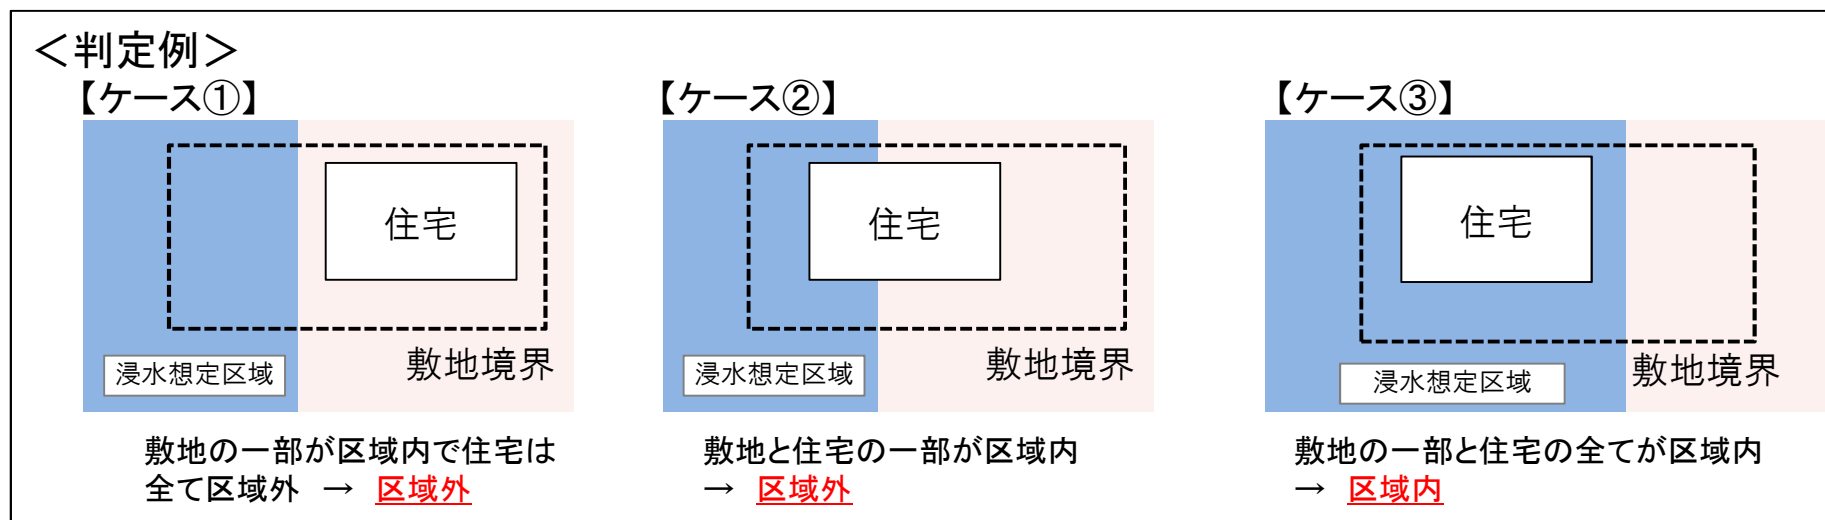 ＜判定例＞
【ケース①】
住宅
浸水想定区域
敷地境界
敷地の一部が区域内で住宅は
全て区域外 → 区域外
【ケース②】
住宅
浸水想定区域
敷地境界
敷地と住宅の一部が区域内
→ 区域外
【ケース③】
住宅
浸水想定区域
敷地境界
敷地の一部と住宅の全てが区域内
→ 区域内